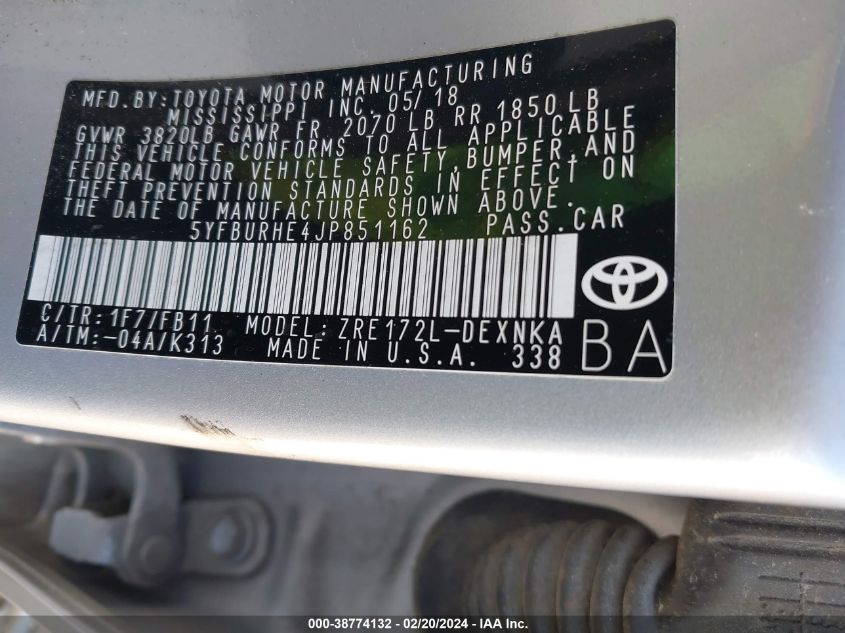 MFD. BY: TOYOTA MOTOR MANUFACTURING
MISSISSIPPI INC. 05/18
GVWR 3820LB GAWR FR 2070 LB RR 1850 LB
THIS VEHICLE CONFORMS TO ALL APPLICABLE
FEDERAL MOTOR VEHICLE SAFETY, BUMPER, AND
THEFT PREVENTION STANDARDS IN EFFECT ON
THE DATE OF MANUFACTURE SHOWN ABOVE.
5YFBURHE4JP851162 PASS. CAR
C/TR: 1F7/FB11 MODEL: ZRE172L-DEXNKA
A/TM: -04A/K313 MADE IN U.S.A. 338
BA
000-38774132 - 02/20/2024 - IAA Inc.